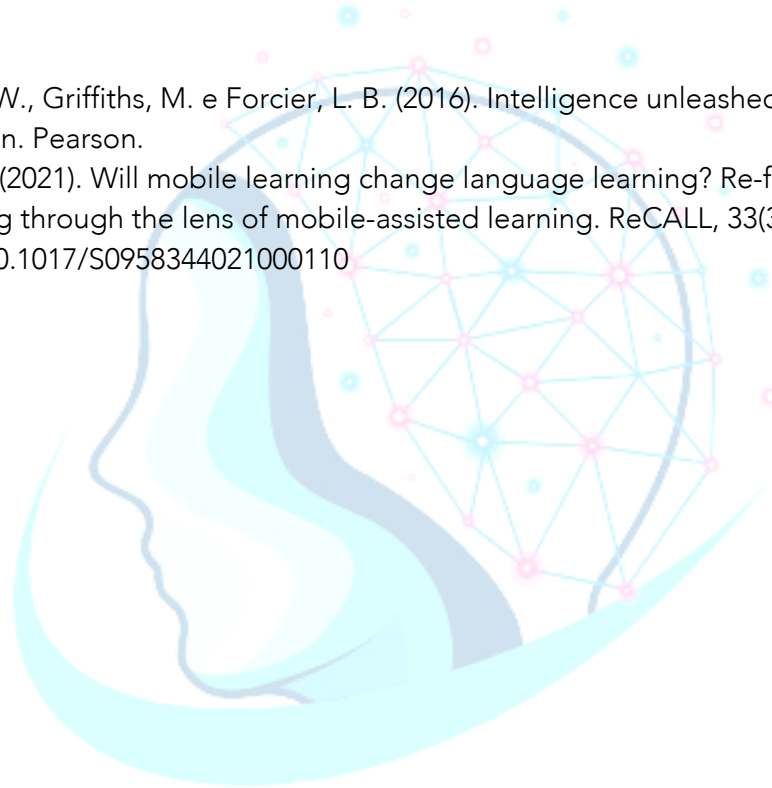 W., Griffiths, M. e Forcier, L. B. (2016). Intelligence unleashed
n. Pearson.
(2021). Will mobile learning change language learning? Re-f
g through the lens of mobile-assisted learning. ReCALL, 33(3
0.1017/S0958344021000110